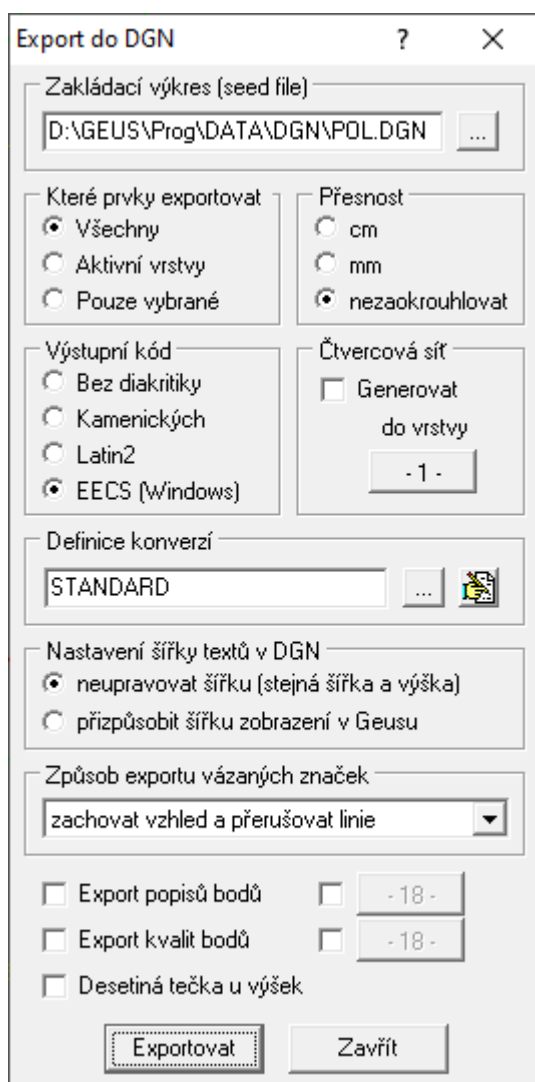 Export do DGN ?
Zakládací výkres (seed file)
D:\GEUS\Prog\DATA\DGN\POL.DGN ...
Které prvky exportovat
Všechny
Aktivní vrstvy
Pouze vybrané
Přesnost
cm
mm
nezaokrouhlovat
Výstupní kód
Bez diakritiky
Kamenických
Latin2
EECS (Windows)
Čtvercová síť
Generovat
do vrstvy
- 1 -
Definice konverzí
STANDARD ...
Nastavení šířky textů v DGN
neupravovat šířku (stejná šířka a výška)
přizpůsobit šířku zobrazení v Geusu
Způsob exportu vázaných značek
zachovat vzhled a přerušovat linie
Export popisů bodů - 18 -
Export kvalit bodů - 18 -
Desetiná tečka u výšek
Exportovat Zavřít